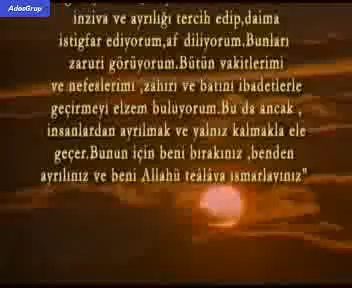 AdosGrup
inziva ve ayrılığı tercih edip,daima
istigfar ediyorum,af diliyorum.Bunları
zaruri görüyorum.Bütün vakitlerimi
ve nefeslerimi ,zahiri ve batıni ibadetlerle
geçirmeyi elzem buluyorum.Bu da ancak ,
insanlardan ayrılmak ve yalnız kalmakla ele
geçer.Bunun için beni bırakınız ,benden
ayrılınız ve beni Allahü teâlâya ısmarlayınız"